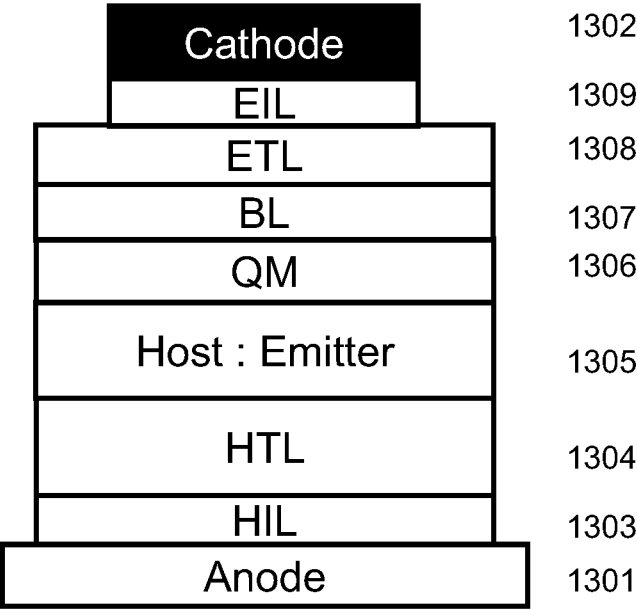 Cathode 1302
EIL 1309
ETL 1308
BL 1307
QM 1306
Host : Emitter 1305
HTL 1304
HIL 1303
Anode 1301